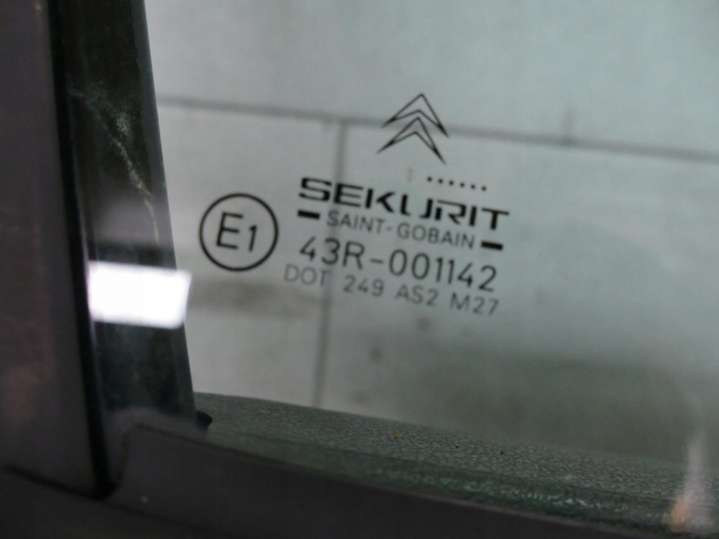 SEKURIT
SAINT-GOBAIN
E1
43R-001142
DOT 249 AS2 M27